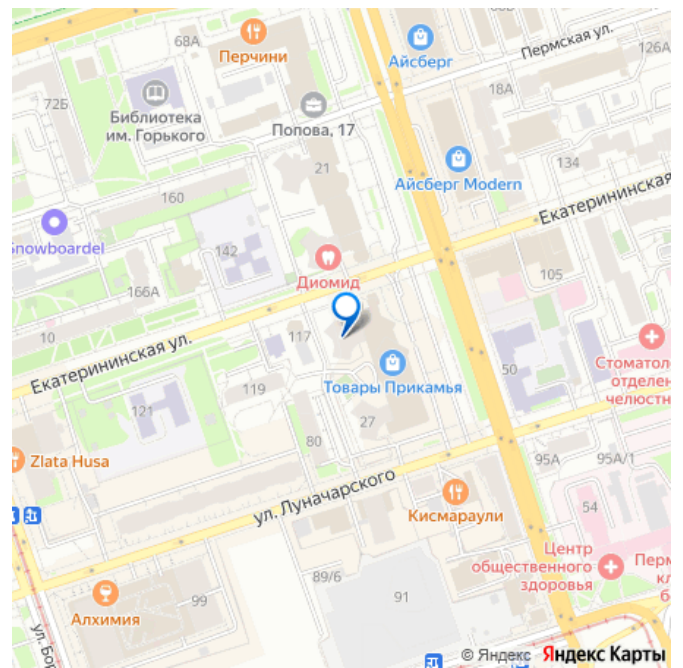 68А
Перчини
Айсберг
Пермская ул.
126А
72Б
Библиотека
им. Горького
Попова, 17
18А
21
Айсберг Modern
134
160
Екатерининская
Snowboardel
142
Диомид
105
166А
10
117
Екатерининская ул.
Товары Прикамья
50
Стоматоло
отделен
челюстн
119
121
27
80
Zlata Husa
95А
95А/1
ул. Луначарского
Кисмараули
54
Центр
общественного
здоровья
Перм
кл
б
89/6
91
99
Алхимия
ул. Бор
© Яндекс Яндекс Карты